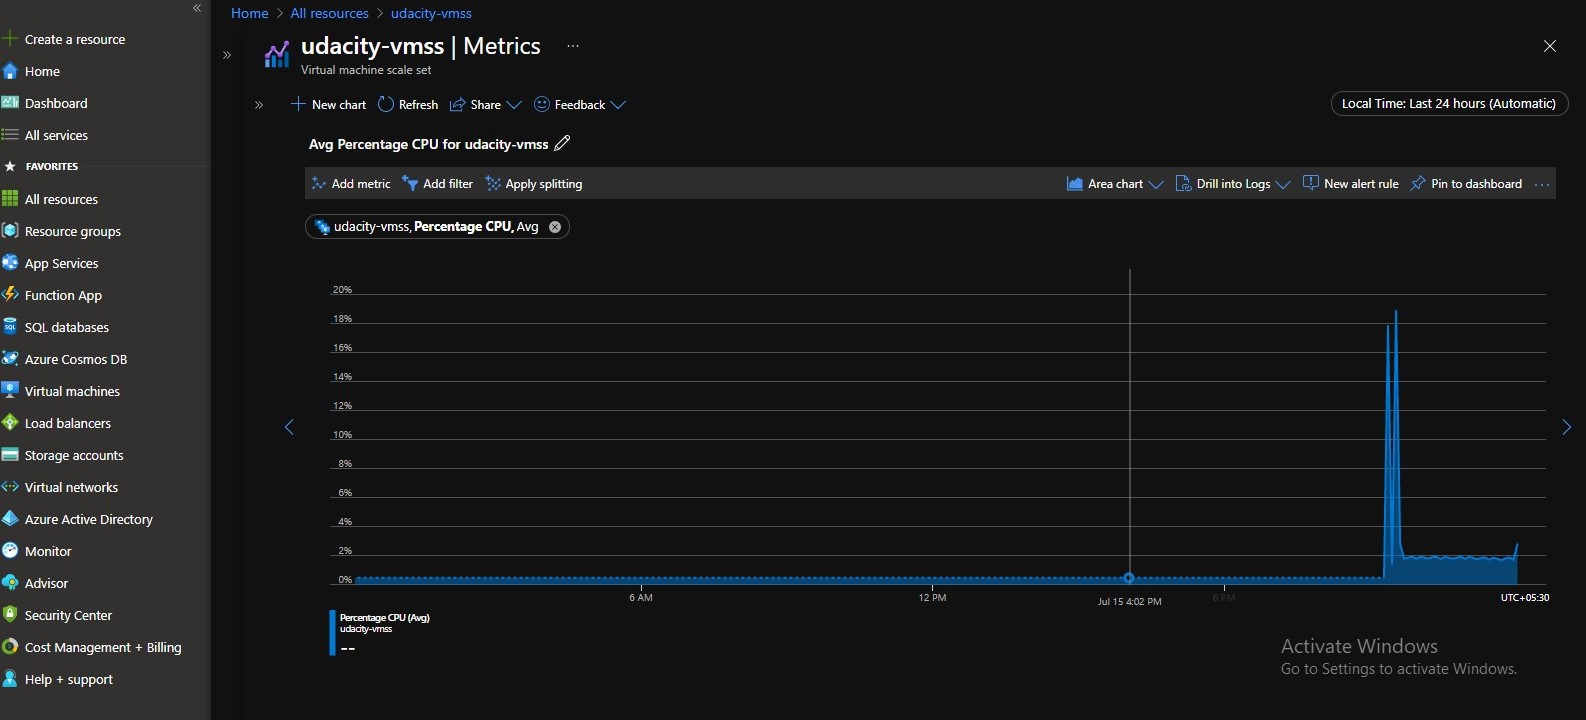 Home > All resources > udacity-vmss
Create a resource
Home
Dashboard
All services
FAVORITES
All resources
Resource groups
App Services
Function App
SQL databases
Azure Cosmos DB
Virtual machines
Load balancers
Storage accounts
Virtual networks
Azure Active Directory
Monitor
Advisor
Security Center
Cost Management + Billing
Help + support
udacity-vmss | Metrics ...
Virtual machine scale set
New chart Refresh Share Feedback Local Time: Last 24 hours (Automatic)
Avg Percentage CPU for udacity-vmss
Add metric Add filter Apply splitting Area chart Drill into Logs New alert rule Pin to dashboard ...
udacity-vmss, Percentage CPU, Avg
20%
18%
16%
14%
12%
10%
8%
6%
4%
2%
0%
6 AM 12 PM Jul 15 4:02 PM 6 PM UTC+05:30
Percentage CPU (Avg)
udacity-vmss
--
Activate Windows
Go to Settings to activate Windows.